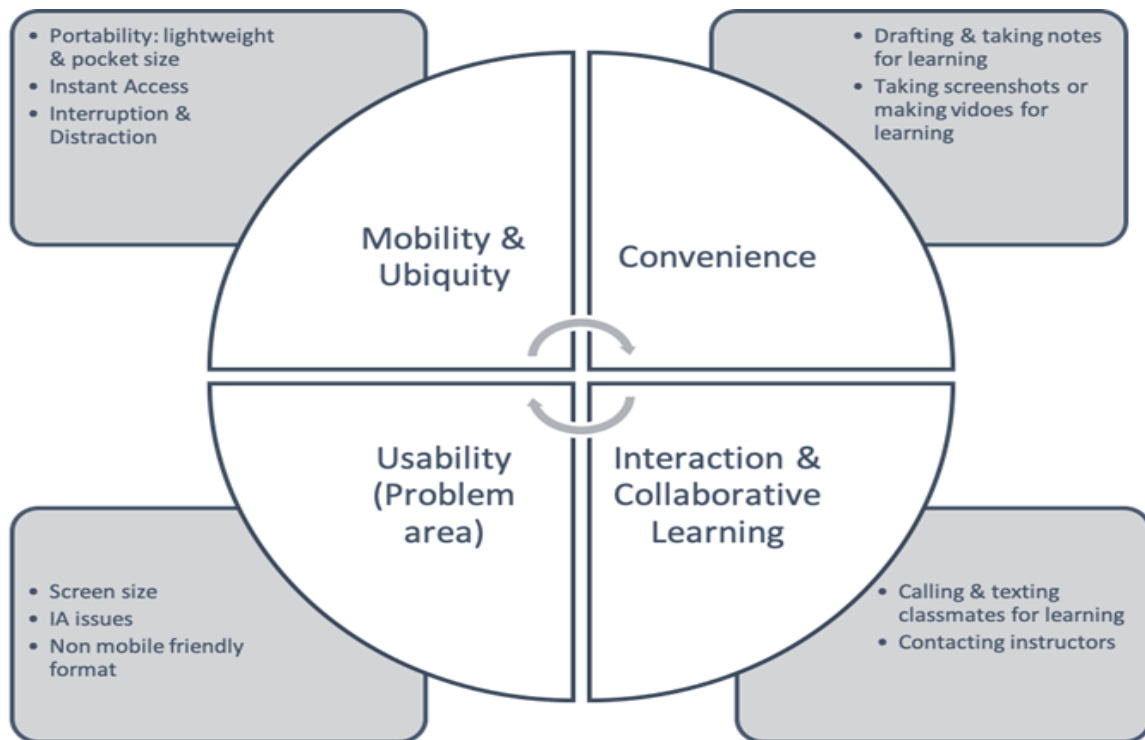 • Portability: lightweight
& pocket size
• Instant Access
• Interruption &
Distraction
• Drafting & taking notes
for learning
• Taking screenshots or
making vidoes for
learning
Mobility &
Ubiquity
Convenience
Usability
(Problem
area)
Interaction &
Collaborative
Learning
• Screen size
• IA issues
• Non mobile friendly
format
• Calling & texting
classmates for learning
• Contacting instructors